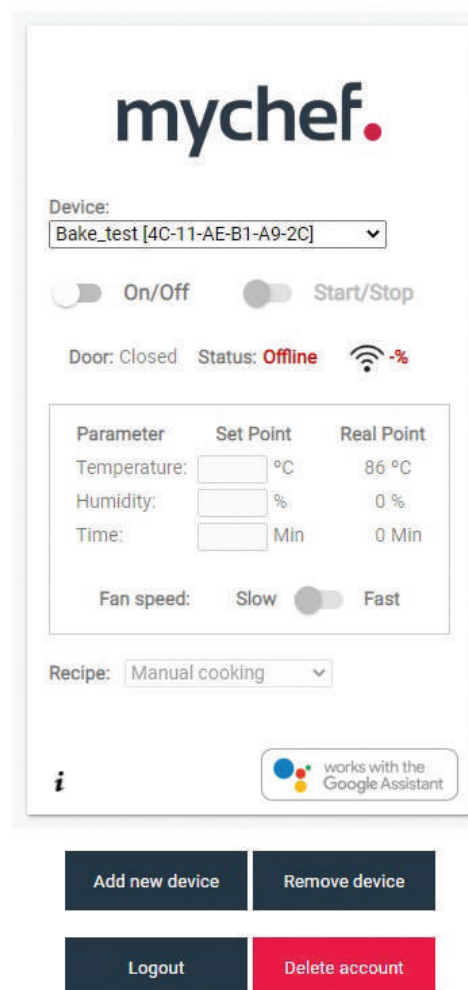 mychef.
Device:
Bake_test [4C-11-AE-B1-A9-2C]
On/Off Start/Stop
Door: Closed Status: Offline -%
Parameter Set Point Real Point
Temperature: ºC 86 ºC
Humidity: % 0 %
Time: Min 0 Min
Fan speed: Slow Fast
Recipe: Manual cooking
i works with the
Google Assistant
Add new device Remove device
Logout Delete account